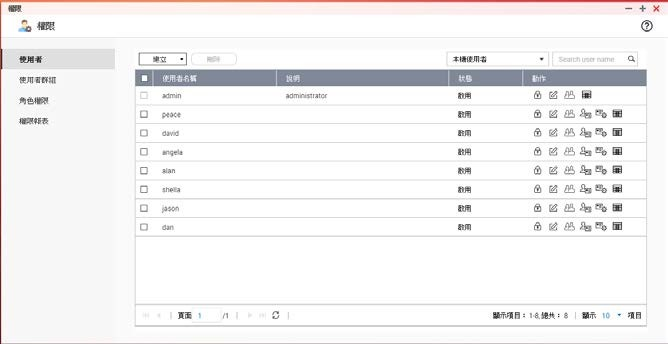 權限
權限
使用者
使用者群組
角色權限
權限報表
建立 刪除 本機使用者 Search user name
使用者名稱 說明 狀態 動作
admin administrator 啟用
peace 啟用
david 啟用
angela 啟用
alan 啟用
sheila 啟用
jason 啟用
dan 啟用
頁面 1 /1 顯示項目: 1-8, 總共: 8 顯示 10 項目